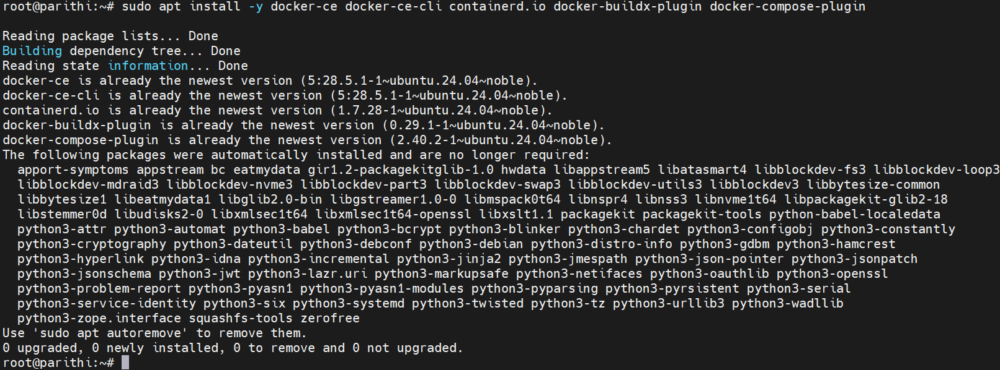 root@parithi:~# sudo apt install -y docker-ce docker-ce-cli containerd.io docker-buildx-plugin docker-compose-plugin
Reading package lists... Done
Building dependency tree... Done
Reading state information... Done
docker-ce is already the newest version (5:28.5.1-1~ubuntu.24.04~noble).
docker-ce-cli is already the newest version (5:28.5.1-1~ubuntu.24.04~noble).
containerd.io is already the newest version (1.7.28-1~ubuntu.24.04~noble).
docker-buildx-plugin is already the newest version (0.29.1-1~ubuntu.24.04~noble).
docker-compose-plugin is already the newest version (2.40.2-1~ubuntu.24.04~noble).
The following packages were automatically installed and are no longer required:
  apport-symptoms appstream bc eatmydata gir1.2-packagekitglib-1.0 hwdata libappstream5 libatasmart4 libblockdev-fs3 libblockdev-loop3
  libblockdev-mdraid3 libblockdev-nvme3 libblockdev-part3 libblockdev-swap3 libblockdev-utils3 libblockdev3 libbytesize-common
  libbytesize1 libeatmydata1 libglib2.0-bin libgstreamer1.0-0 libmspack0t64 libnspr4 libnss3 libnvme1t64 libpackagekit-glib2-18
  libstemmer0d libudisks2-0 libxmlsec1t64 libxmlsec1t64-openssl libxslt1.1 packagekit packagekit-tools python-babel-localedata
  python3-attr python3-automat python3-babel python3-bcrypt python3-blinker python3-chardet python3-configobj python3-constantly
  python3-cryptography python3-dateutil python3-debconf python3-debian python3-distro-info python3-gdbm python3-hamcrest
  python3-hyperlink python3-idna python3-incremental python3-jinja2 python3-jmespath python3-json-pointer python3-jsonpatch
  python3-jsonschema python3-jwt python3-lazr.uri python3-markupsafe python3-netifaces python3-oauthlib python3-openssl
  python3-problem-report python3-pyasn1 python3-pyasn1-modules python3-pyparsing python3-pyrsistent python3-serial
  python3-service-identity python3-six python3-systemd python3-twisted python3-tz python3-urllib3 python3-wadllib
  python3-zope.interface squashfs-tools zerofree
Use 'sudo apt autoremove' to remove them.
0 upgraded, 0 newly installed, 0 to remove and 0 not upgraded.
root@parithi:~#